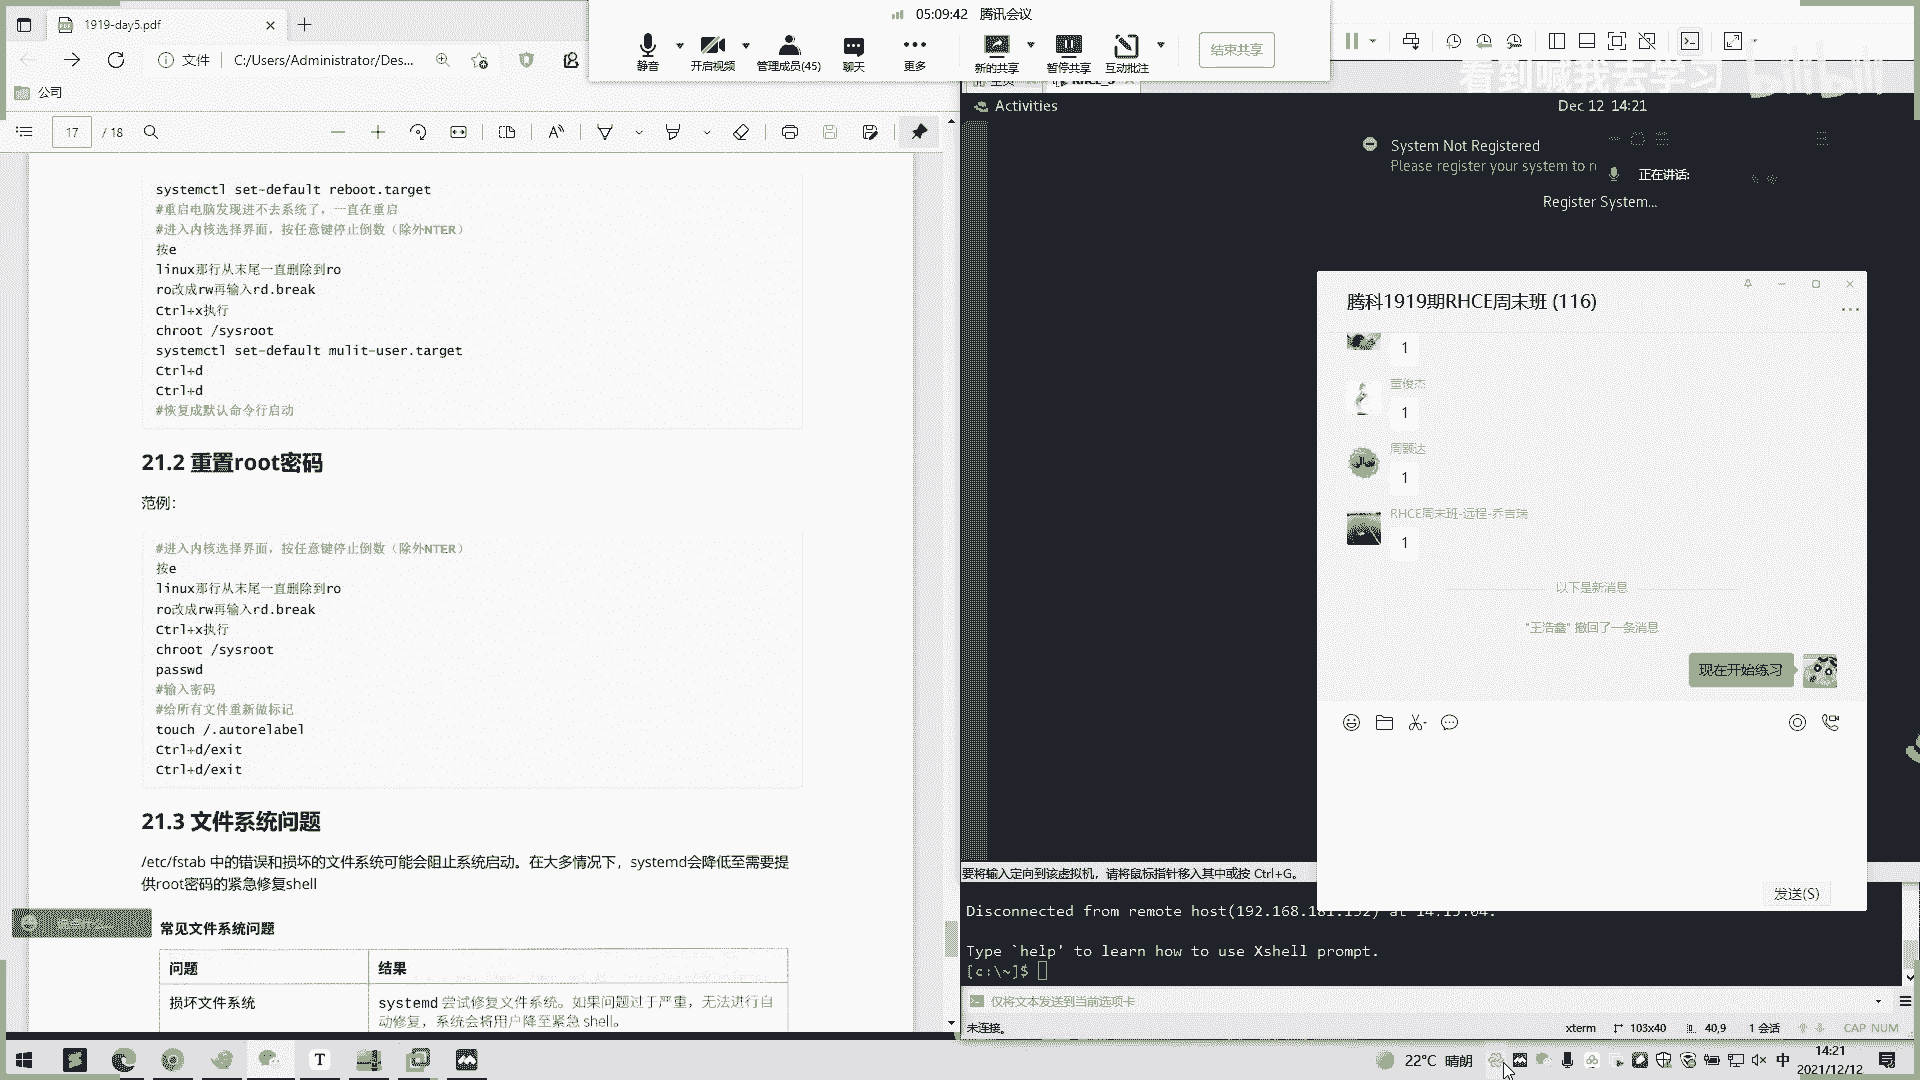 1919-day5.pdf
05:09:42 腾讯会议
静音
开启视频
管理成员(45)
聊天
更多
新的共享
暂停共享
互动批注
结束共享
文件
C:/Users/Administrator/Des...
公司
17 / 18
看到喊我去学习
systemctl set-default reboot.target
#重启电脑发现进不去系统了，一直在重启
#进入内核选择界面，按任意键停止倒数（除外NTER）
按e
linux那行从末尾一直删除到ro
ro改成rw再输入rd.break
Ctrl+x执行
chroot /sysroot
systemctl set-default mulit-user.target
Ctrl+d
Ctrl+d
#恢复成默认命令行启动
21.2 重置root密码
范例：
#进入内核选择界面，按任意键停止倒数（除外NTER）
按e
linux那行从末尾一直删除到ro
ro改成rw再输入rd.break
Ctrl+x执行
chroot /sysroot
passwd
#输入密码
#给所有文件重新做标记
touch /.autorelabel
Ctrl+d/exit
Ctrl+d/exit
21.3 文件系统问题
/etc/fstab 中的错误和损坏的文件系统可能会阻止系统启动。在大多情况下，systemd会降低至需要提
供root密码的紧急修复shell
常见文件系统问题
问题 结果
损坏文件系统 systemd 尝试修复文件系统。如果问题过于严重，无法进行自
动修复，系统会将用户降至紧急 shell。
Activities
Dec 12 14:21
System Not Registered
Please register your system to r
正在讲话:
Register System...
腾科1919期RHCE周末班 (116)
1
董俊杰
1
周颢达
1
RHCE周末班-远程-乔吉瑞
1
以下是新消息
"王浩鑫" 撤回了一条消息
现在开始练习
发送(S)
要将输入定向到该虚拟机，请将鼠标指针移入其中或按 Ctrl+G。
Disconnected from remote host(192.168.181.192) at 14:15:04.
Type `help' to learn how to use Xshell prompt.
[c:\~]$
仅将文本发送到当前选项卡
未连接。
xterm
103x40
40,9
1 会话
CAP NUM
22°C 晴朗
中
14:21
2021/12/12